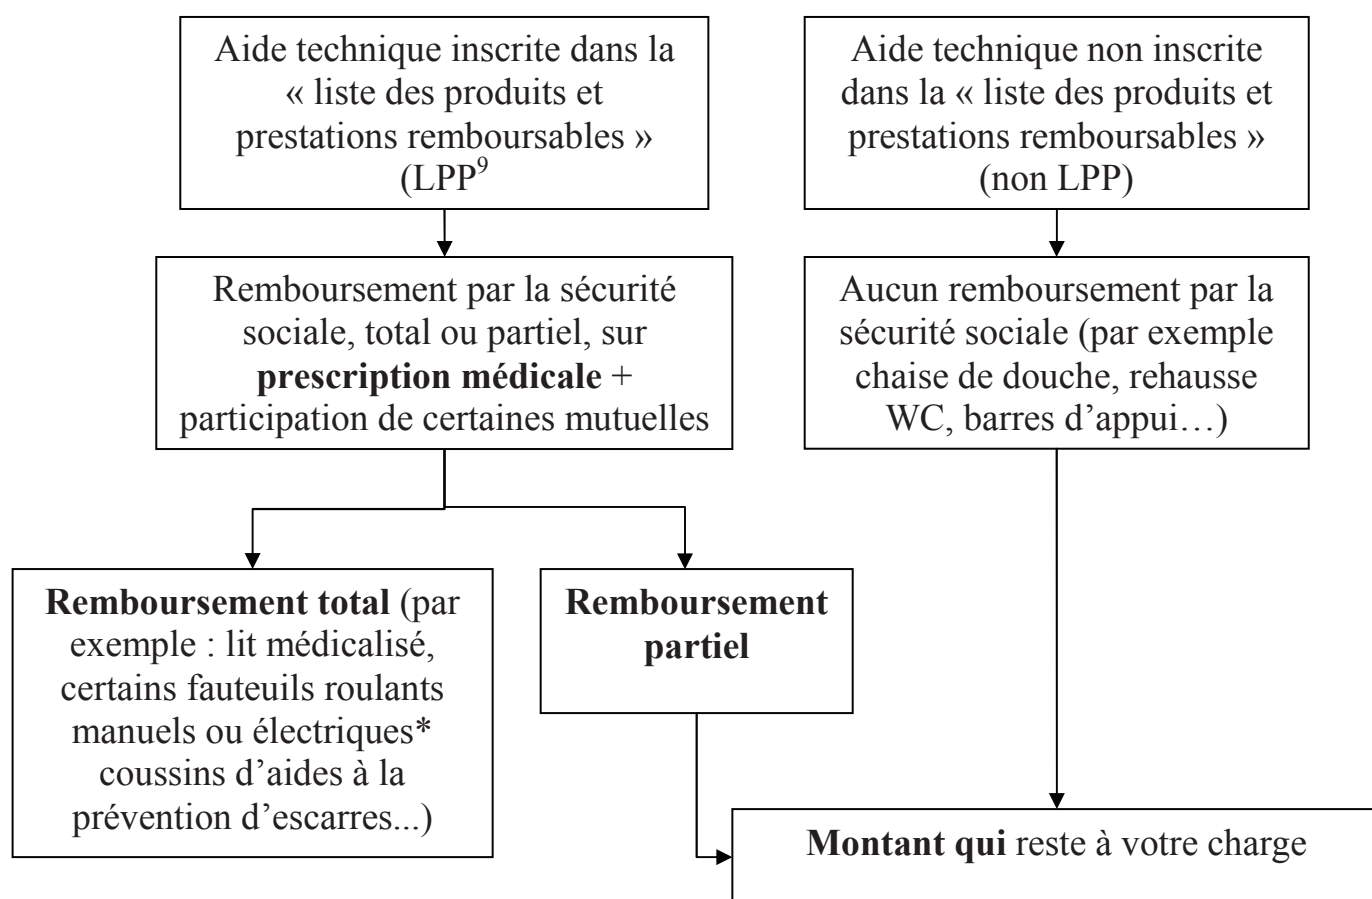 Aide technique inscrite dans la
« liste des produits et
prestations remboursables »
(LPP⁹
Aide technique non inscrite
dans la « liste des produits et
prestations remboursables »
(non LPP)
Remboursement par la sécurité
sociale, total ou partiel, sur
prescription médicale +
participation de certaines mutuelles
Aucun remboursement par la
sécurité sociale (par exemple
chaise de douche, rehausse
WC, barres d’appui…)
Remboursement total (par
exemple : lit médicalisé,
certains fauteuils roulants
manuels ou électriques*
coussins d’aides à la
prévention d’escarres...)
Remboursement
partiel
Montant qui reste à votre charge